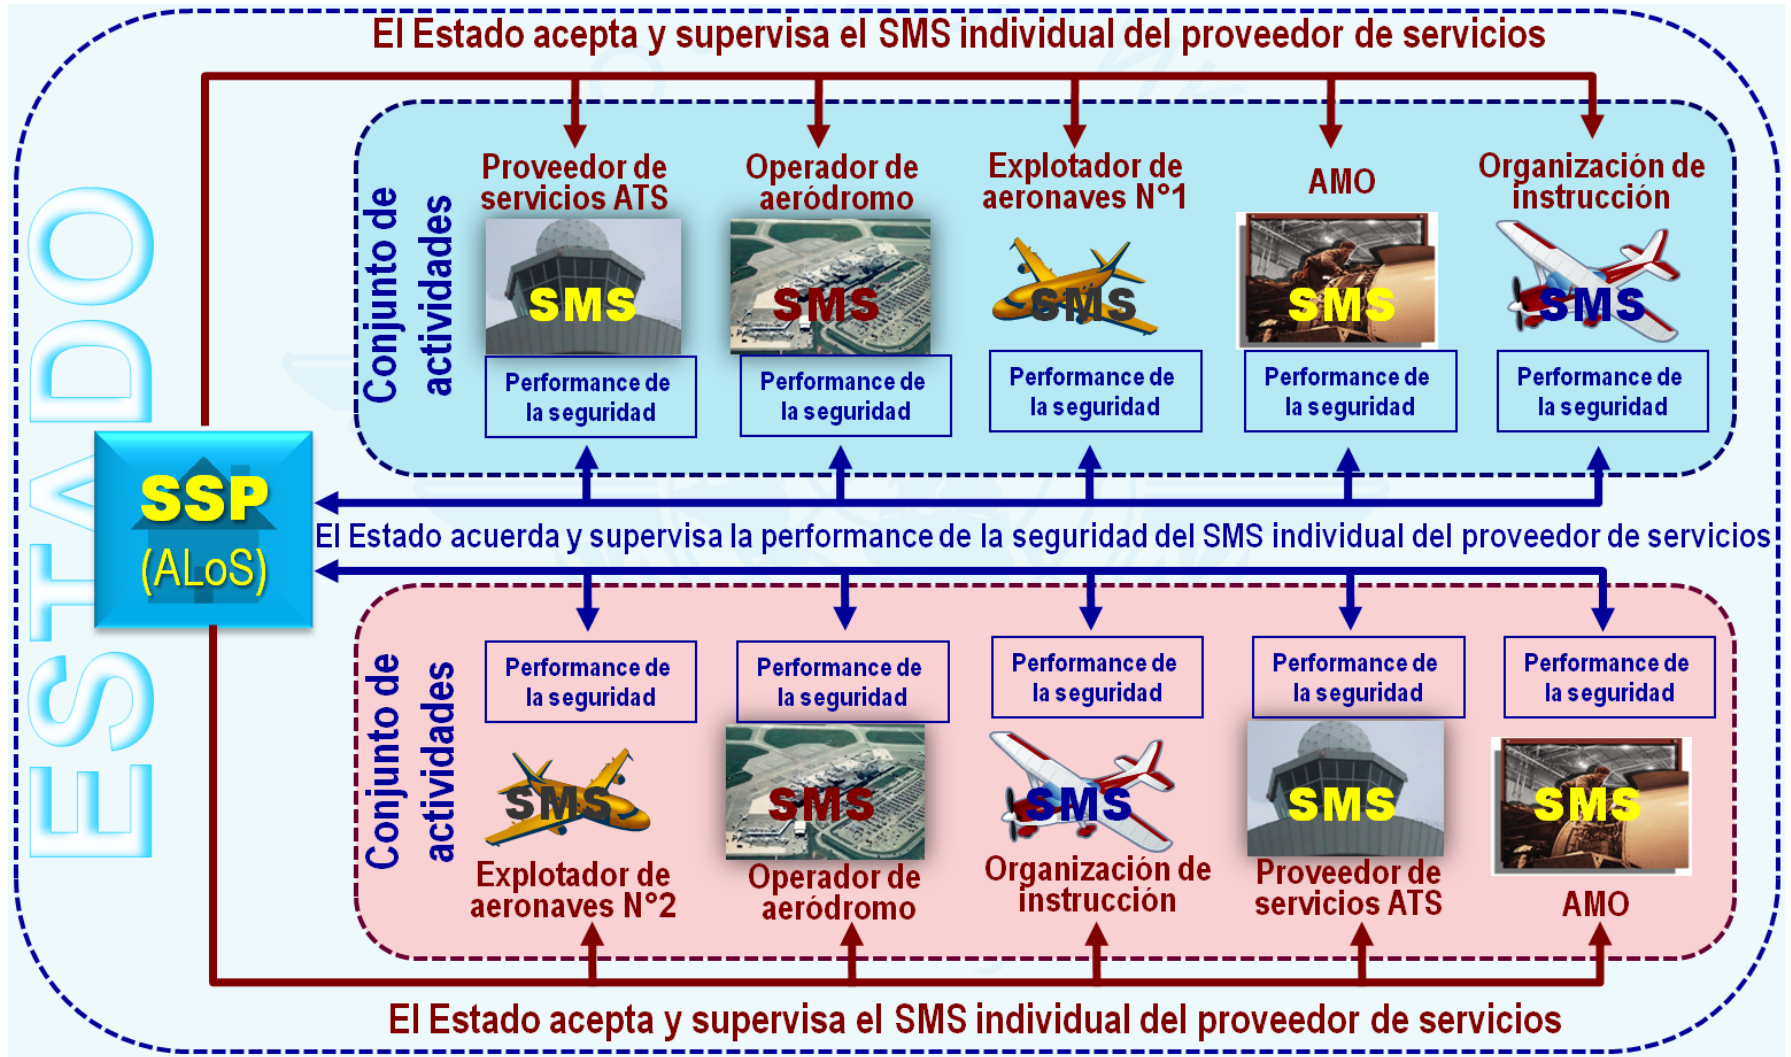 El Estado acepta y supervisa el SMS individual del proveedor de servicios
ESTADO
Conjunto de
actividades
Proveedor de
servicios ATS
SMS
Performance de
la seguridad
Operador de
aeródromo
SMS
Performance de
la seguridad
Explotador de
aeronaves N°1
SMS
Performance de
la seguridad
AMO
SMS
Performance de
la seguridad
Organización de
instrucción
SMS
Performance de
la seguridad
SSP
(ALoS)
El Estado acuerda y supervisa la performance de la seguridad del SMS individual del proveedor de servicios
Conjunto de
actividades
Performance de
la seguridad
SMS
Explotador de
aeronaves N°2
Performance de
la seguridad
SMS
Operador de
aeródromo
Performance de
la seguridad
SMS
Organización de
instrucción
Performance de
la seguridad
SMS
Proveedor de
servicios ATS
Performance de
la seguridad
SMS
AMO
El Estado acepta y supervisa el SMS individual del proveedor de servicios